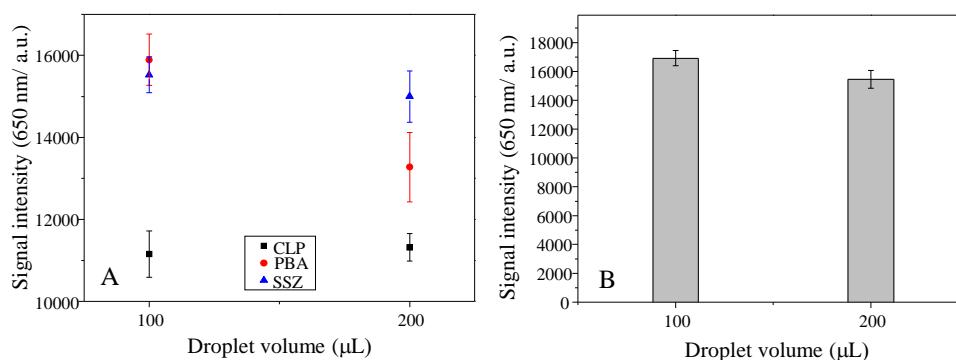 Signal intensity (650 nm/ a.u.)
16000
14000
12000
10000
A
CLP
PBA
SSZ
100
200
Droplet volume (μL)
Signal intensity (650 nm/ a.u.)
18000
16000
14000
12000
10000
8000
6000
4000
2000
0
B
100
200
Droplet volume (μL)